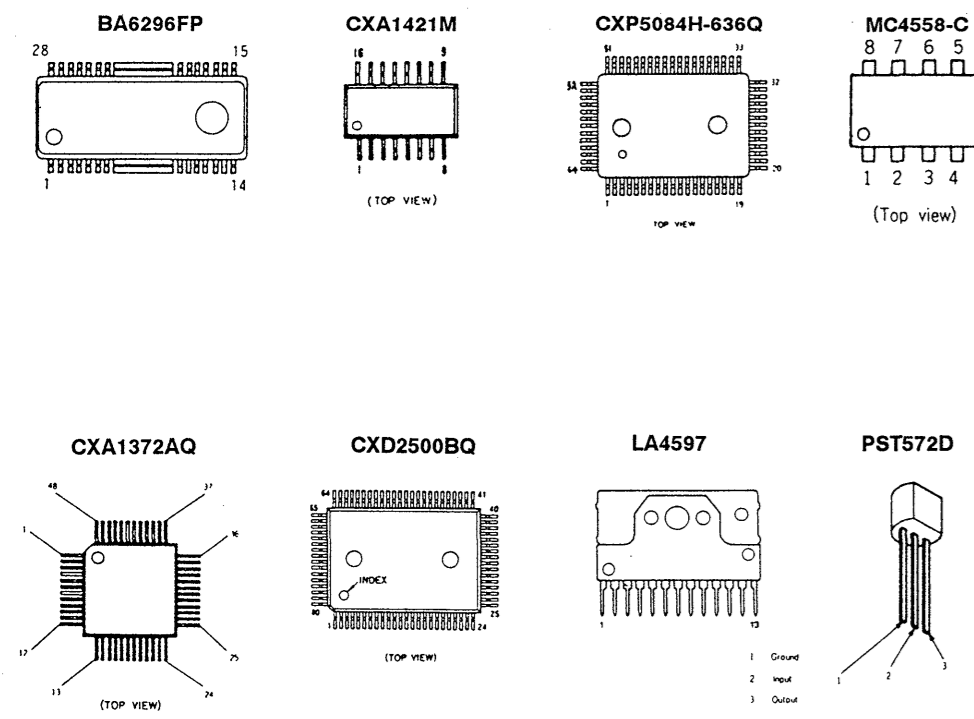 BA6296FP
CXA1421M
CXP5084H-636Q
MC4558-C
28 15
16 9
51 33
8 7 6 5
52 32
64 20
1 14
1 8
1 19
1 2 3 4
(TOP VIEW)
TOP VIEW
(Top view)
CXA1372AQ
CXD2500BQ
LA4597
PST572D
48 37
64 41
1
65 40
INDEX
12 25
80 25
1 24
1 13
13 24
(TOP VIEW)
(TOP VIEW)
1 Ground
2 Input
3 Output
1 2 3